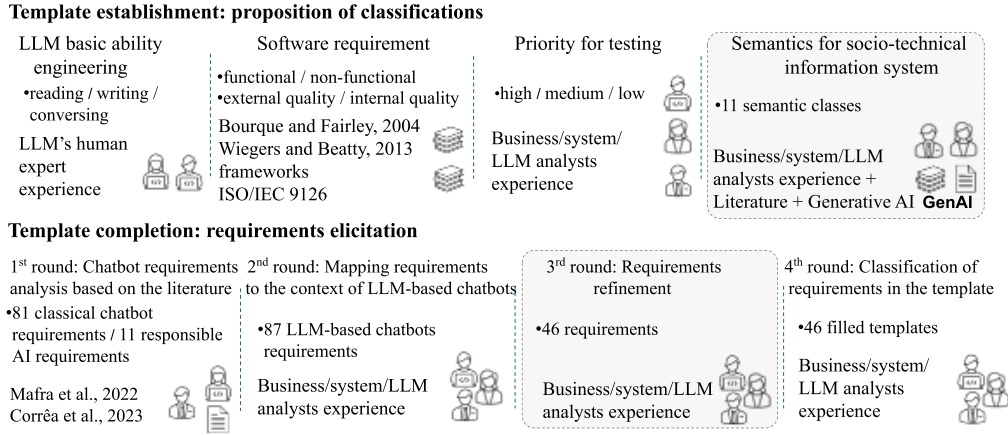 Template establishment: proposition of classifications
LLM basic ability
engineering
•reading / writing /
conversing
LLM's human
expert
experience
Software requirement
•functional / non-functional
•external quality / internal quality
Bourque and Fairley, 2004
Wiegers and Beatty, 2013
frameworks
ISO/IEC 9126
Priority for testing
•high / medium / low
Business/system/
LLM analysts
experience
Semantics for socio-technical
information system
•11 semantic classes
Business/system/LLM
analysts experience +
Literature + Generative AI GenAI
Template completion: requirements elicitation
1st round: Chatbot requirements
analysis based on the literature
•81 classical chatbot
requirements / 11 responsible
AI requirements
Mafra et al., 2022
Corrêa et al., 2023
2nd round: Mapping requirements
to the context of LLM-based chatbots
•87 LLM-based chatbots
requirements
Business/system/LLM
analysts experience
3rd round: Requirements
refinement
•46 requirements
Business/system/LLM
analysts experience
4th round: Classification of
requirements in the template
•46 filled templates
Business/system/
LLM analysts
experience